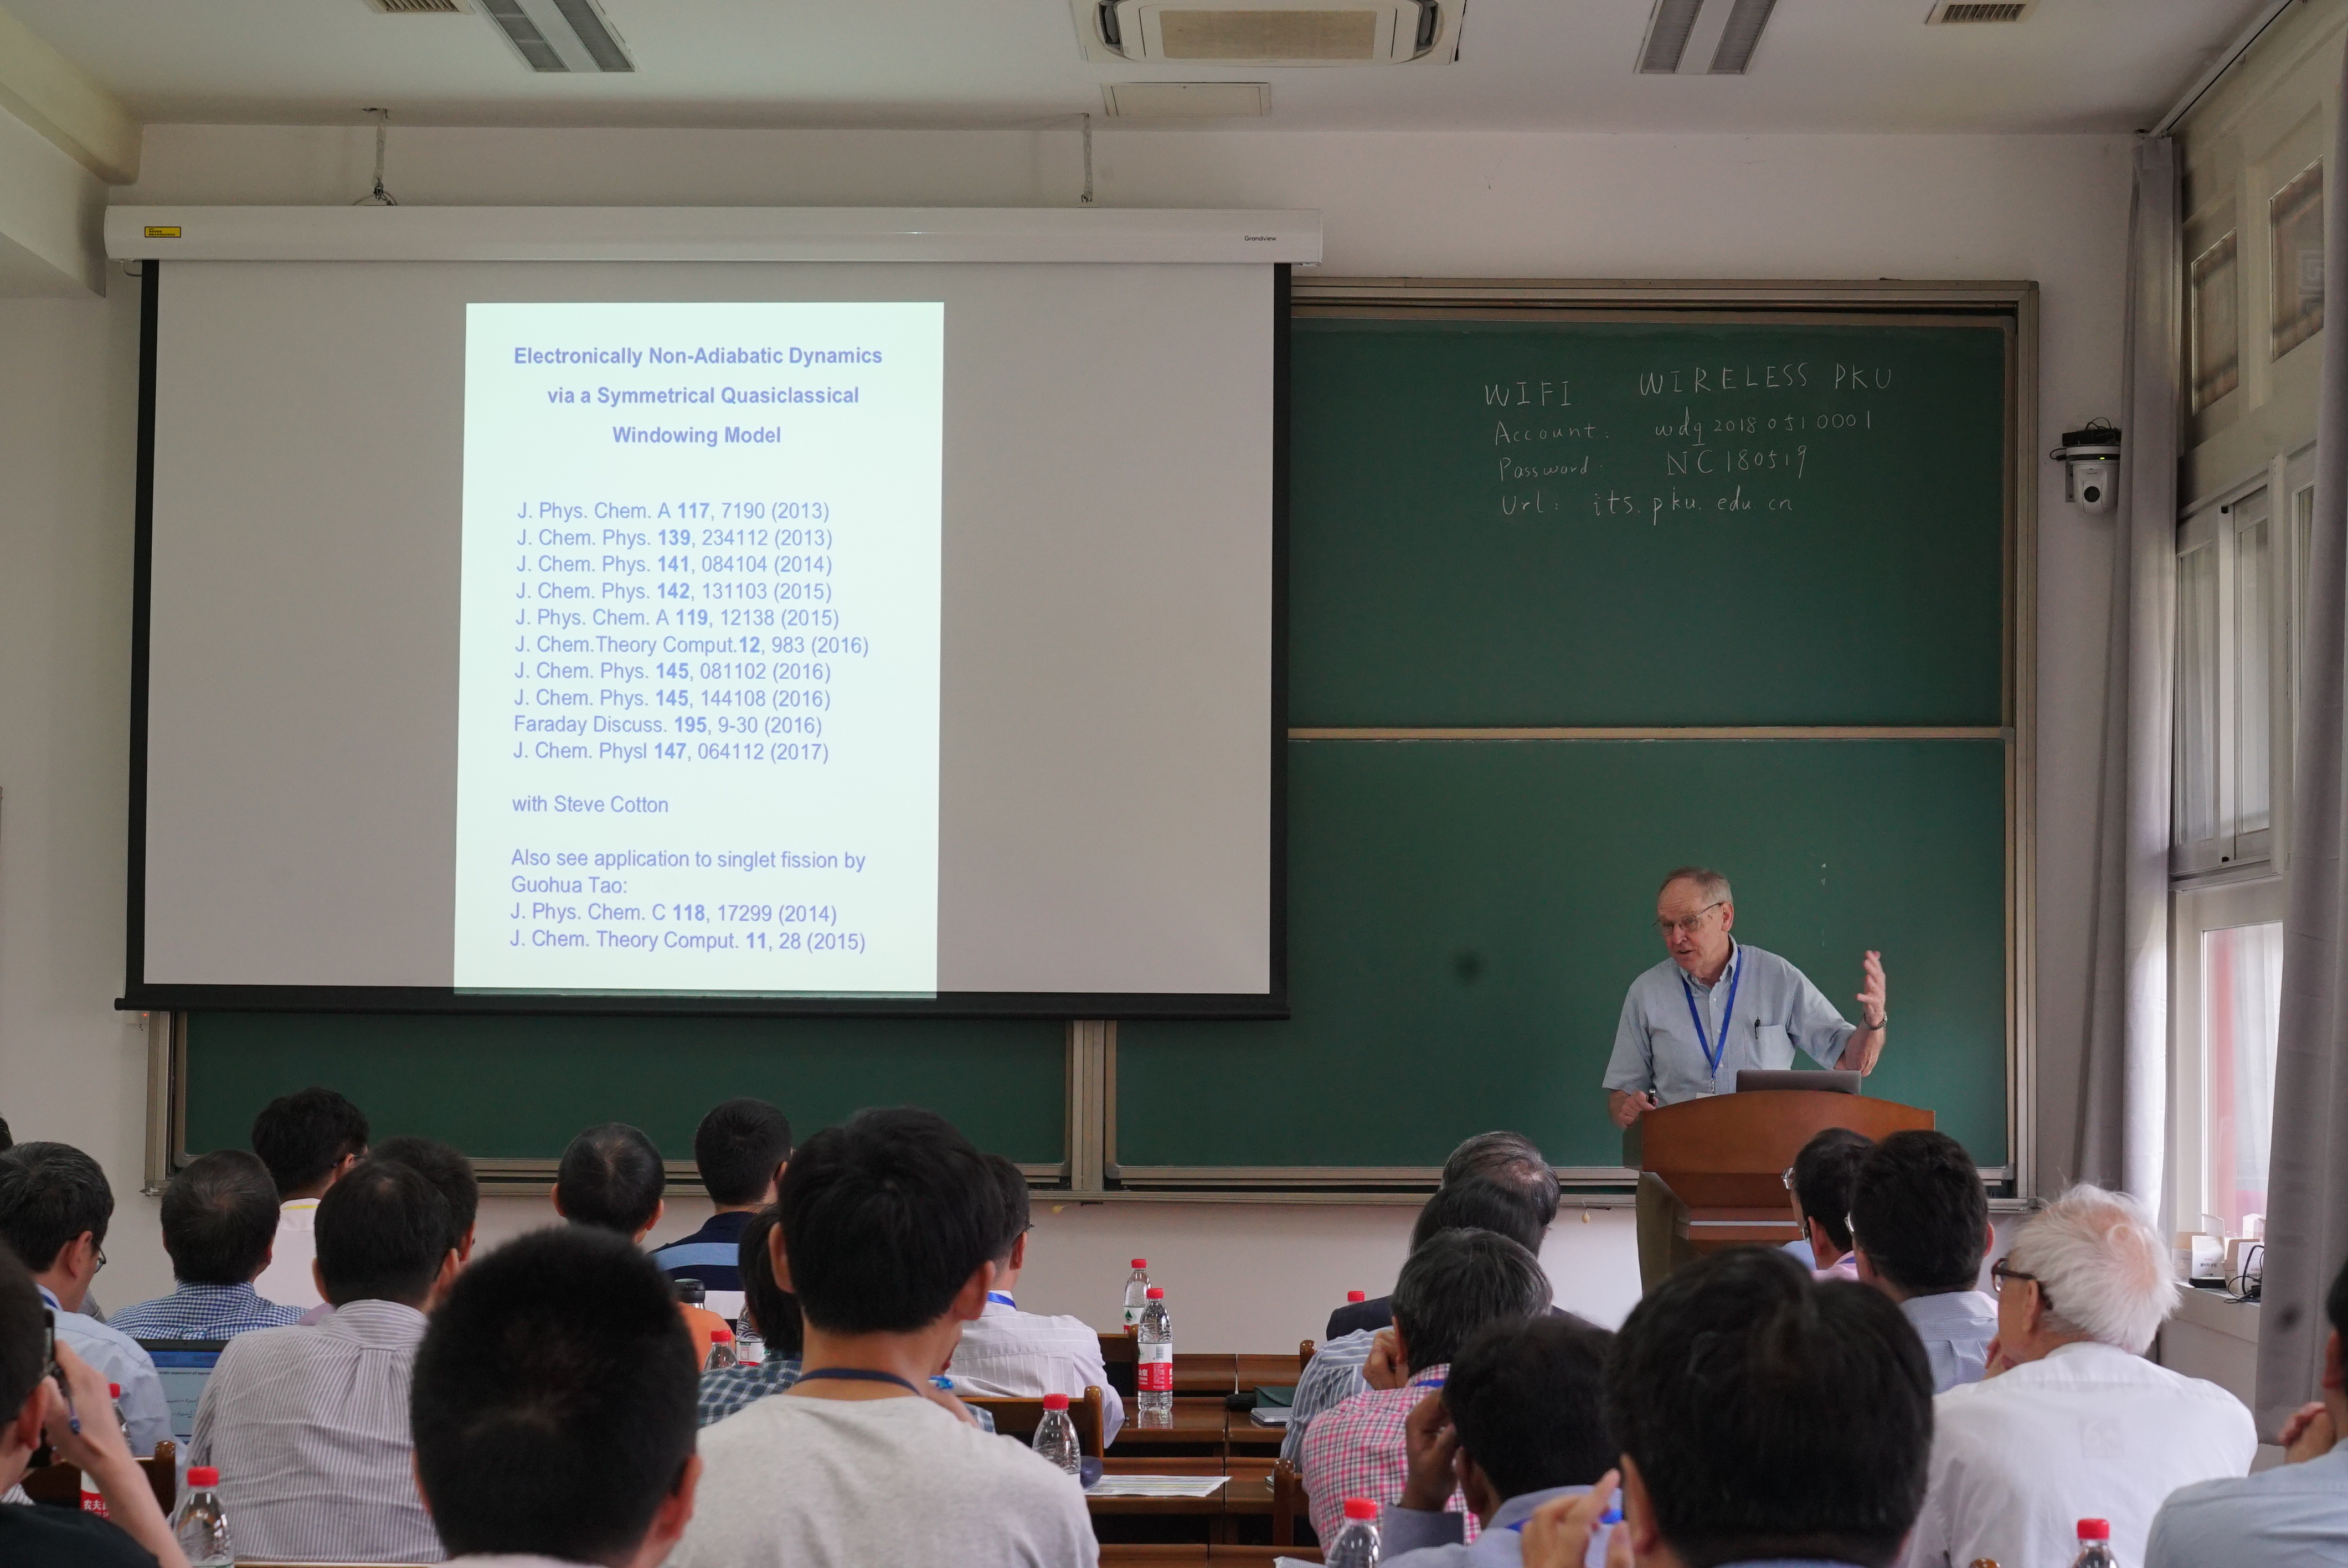 Grandview
Electronically Non-Adiabatic Dynamics
via a Symmetrical Quasiclassical
Windowing Model
J. Phys. Chem. A 117, 7190 (2013)
J. Chem. Phys. 139, 234112 (2013)
J. Chem. Phys. 141, 084104 (2014)
J. Chem. Phys. 142, 131103 (2015)
J. Phys. Chem. A 119, 12138 (2015)
J. Chem.Theory Comput.12, 983 (2016)
J. Chem. Phys. 145, 081102 (2016)
J. Chem. Phys. 145, 144108 (2016)
Faraday Discuss. 195, 9-30 (2016)
J. Chem. Physl 147, 064112 (2017)
with Steve Cotton
Also see application to singlet fission by
Guohua Tao:
J. Phys. Chem. C 118, 17299 (2014)
J. Chem. Theory Comput. 11, 28 (2015)
WIFI WIRELESS PKU
Account: wdq20180510001
Password: NC180519
Url: its.pku.edu cn